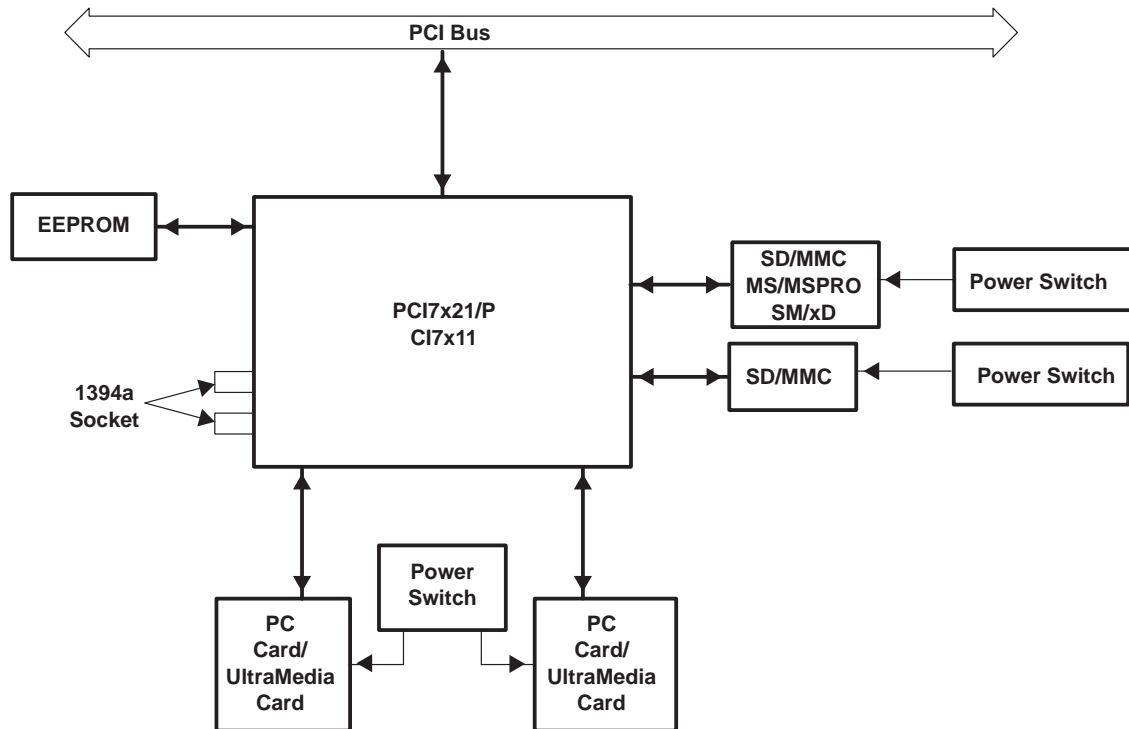 PCI Bus
EEPROM
PCI7x21/P
CI7x11
SD/MMC
MS/MSPRO
SM/xD
Power Switch
SD/MMC
Power Switch
1394a
Socket
Power
Switch
PC
Card/
UltraMedia
Card
PC
Card/
UltraMedia
Card